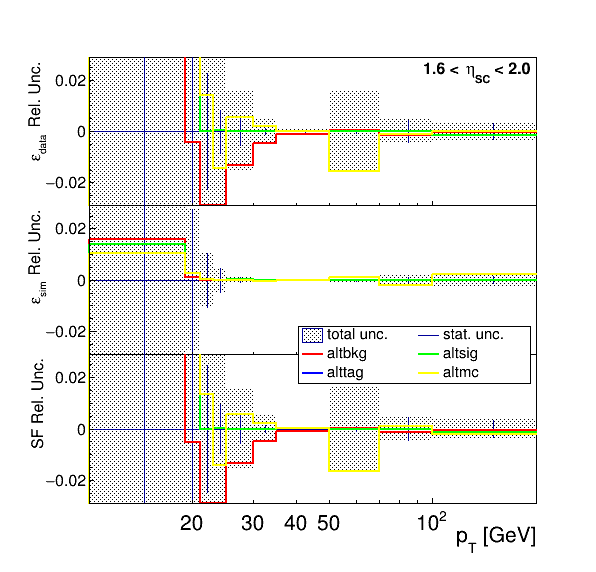 1.6 < η_SC < 2.0
ε_data Rel. Unc.
0.02
0
−0.02
ε_sim Rel. Unc.
0.02
0
−0.02
total unc. stat. unc.
altbkg altsig
alttag altmc
SF Rel. Unc.
0.02
0
−0.02
20 30 40 50 10²
p_T [GeV]